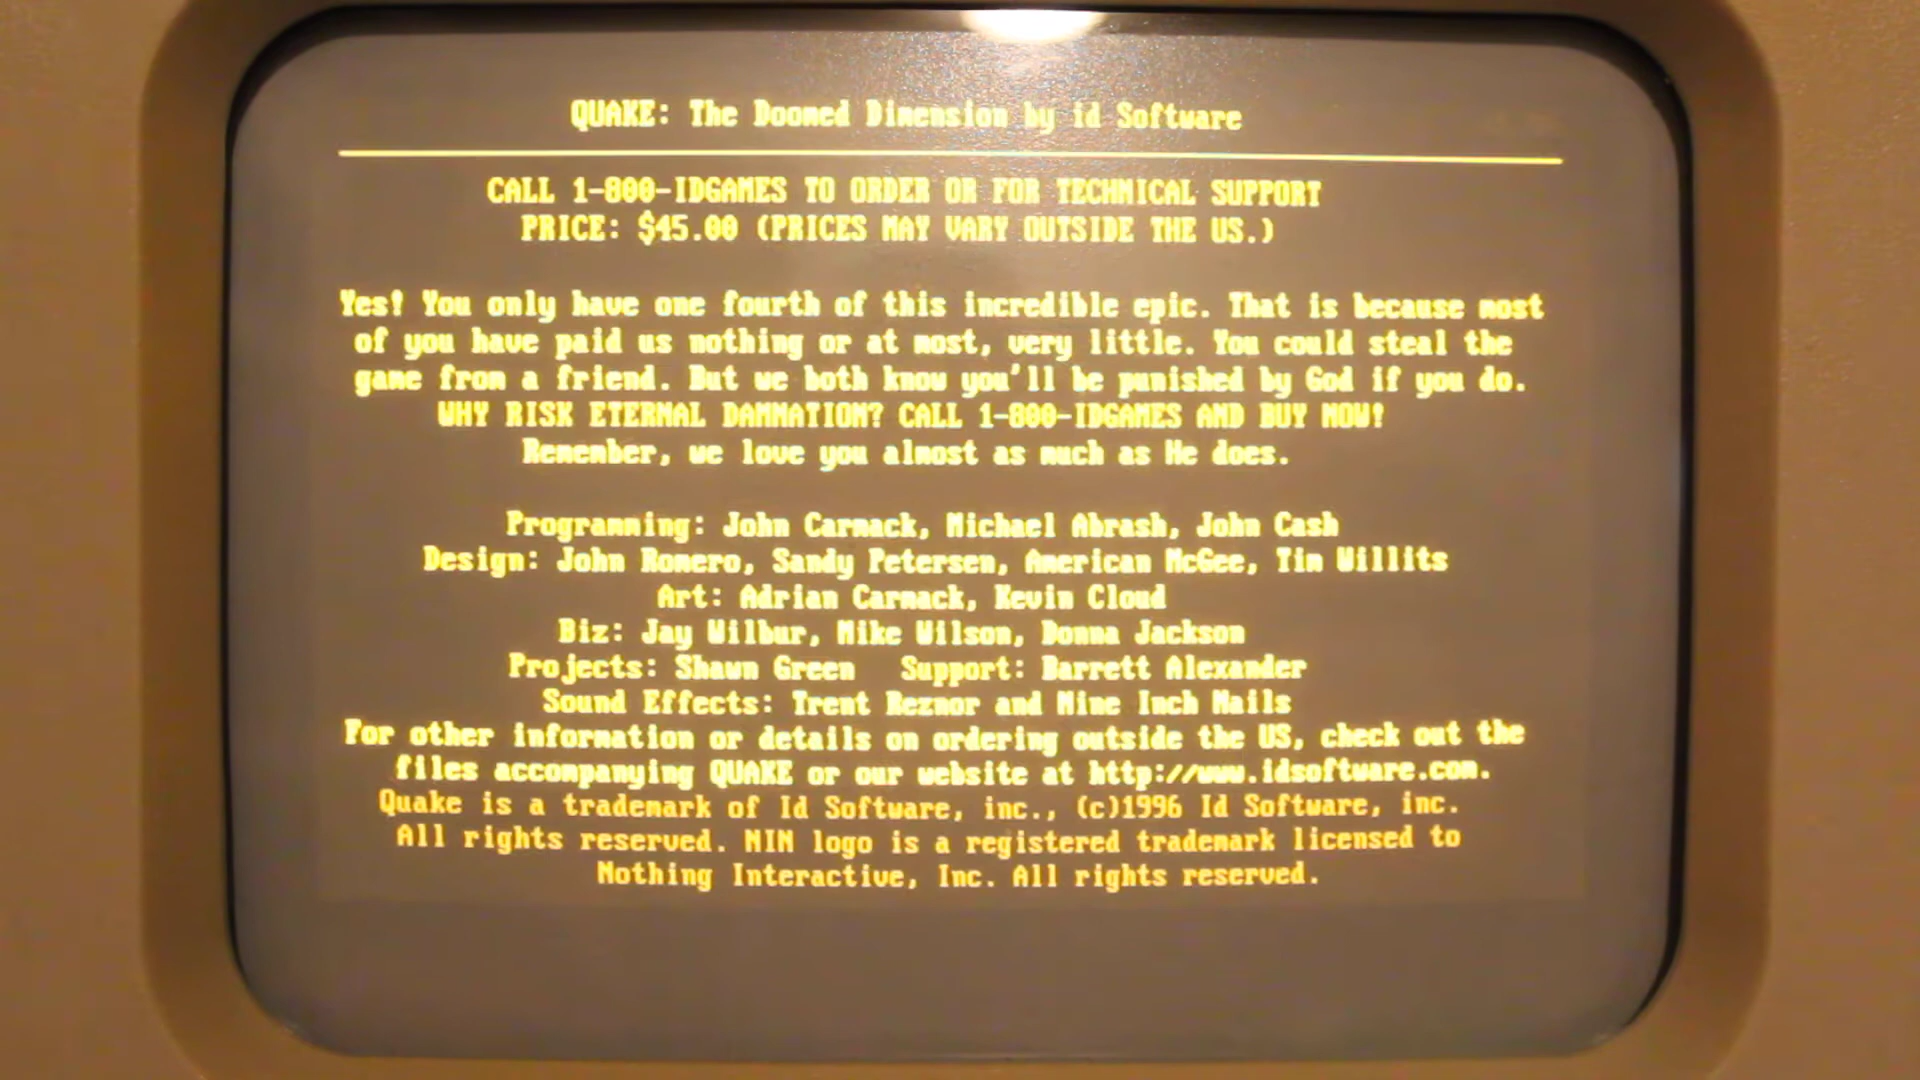 QUAKE: The Doomed Dimension by id Software
CALL 1-800-IDGAMES TO ORDER OR FOR TECHNICAL SUPPORT
PRICE: $45.00 (PRICES MAY VARY OUTSIDE THE US.)
Yes! You only have one fourth of this incredible epic. That is because most
of you have paid us nothing or at most, very little. You could steal the
game from a friend. But we both know you'll be punished by God if you do.
WHY RISK ETERNAL DAMNATION? CALL 1-800-IDGAMES AND BUY NOW!
Remember, we love you almost as much as He does.
Programming: John Carmack, Michael Abrash, John Cash
Design: John Romero, Sandy Petersen, American McGee, Tim Willits
Art: Adrian Carmack, Kevin Cloud
Biz: Jay Wilbur, Mike Wilson, Donna Jackson
Projects: Shawn Green   Support: Barrett Alexander
Sound Effects: Trent Reznor and Nine Inch Nails
For other information or details on ordering outside the US, check out the
files accompanying QUAKE or our website at http://www.idsoftware.com.
Quake is a trademark of Id Software, inc., (c)1996 Id Software, inc.
All rights reserved. NIN logo is a registered trademark licensed to
Nothing Interactive, Inc. All rights reserved.